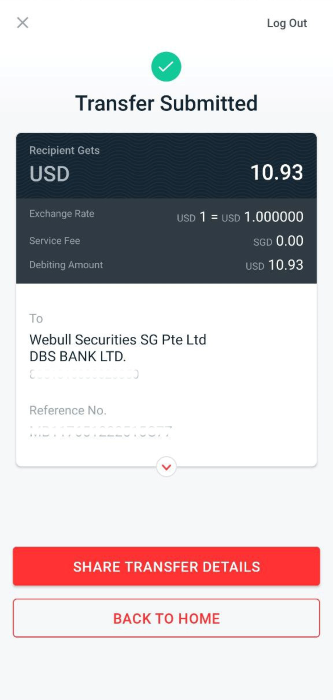 Log Out
Transfer Submitted
Recipient Gets
USD 10.93
Exchange Rate USD 1 = USD 1.000000
Service Fee SGD 0.00
Debiting Amount USD 10.93
To
Webull Securities SG Pte Ltd
DBS BANK LTD.
Reference No.
SHARE TRANSFER DETAILS
BACK TO HOME